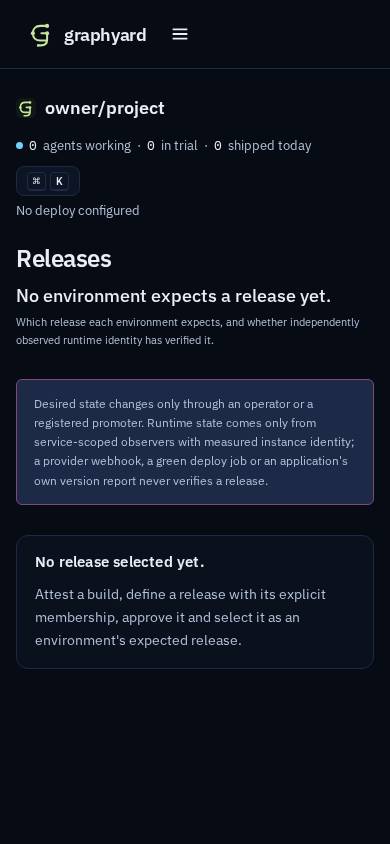 graphyard
owner/project
0 agents working · 0 in trial · 0 shipped today
⌘ K
No deploy configured
Releases
No environment expects a release yet.
Which release each environment expects, and whether independently
observed runtime identity has verified it.
Desired state changes only through an operator or a
registered promoter. Runtime state comes only from
service-scoped observers with measured instance identity;
a provider webhook, a green deploy job or an application's
own version report never verifies a release.
No release selected yet.
Attest a build, define a release with its explicit
membership, approve it and select it as an
environment's expected release.